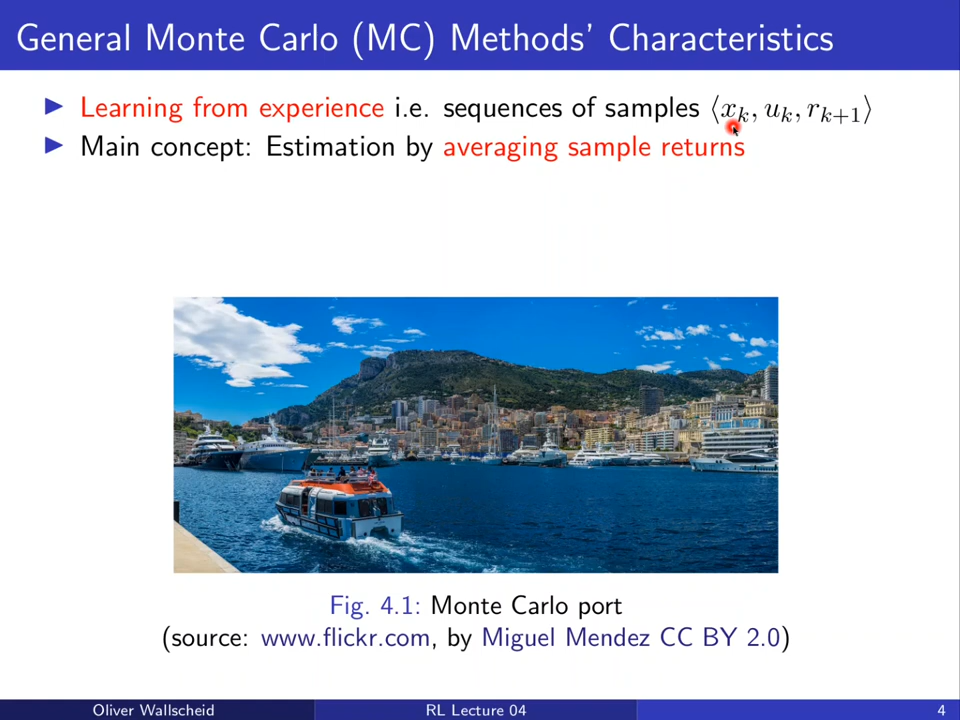 General Monte Carlo (MC) Methods' Characteristics
▶ Learning from experience i.e. sequences of samples ⟨x_k, u_k, r_{k+1}⟩
▶ Main concept: Estimation by averaging sample returns
Fig. 4.1: Monte Carlo port
(source: www.flickr.com, by Miguel Mendez CC BY 2.0)
Oliver Wallscheid
RL Lecture 04
4